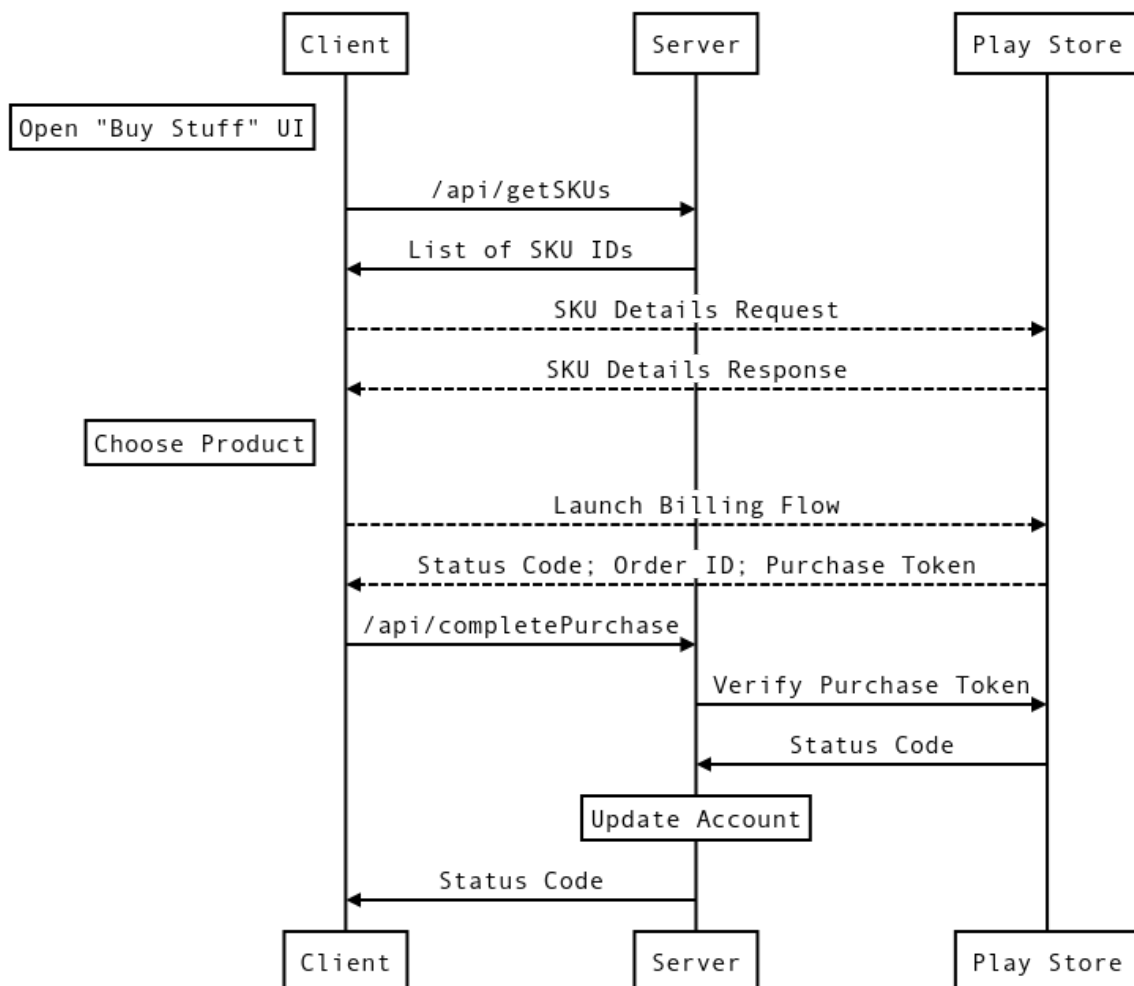 Client
Server
Play Store
Open "Buy Stuff" UI
/api/getSKUs
List of SKU IDs
SKU Details Request
SKU Details Response
Choose Product
Launch Billing Flow
Status Code; Order ID; Purchase Token
/api/completePurchase
Verify Purchase Token
Status Code
Update Account
Status Code
Client
Server
Play Store